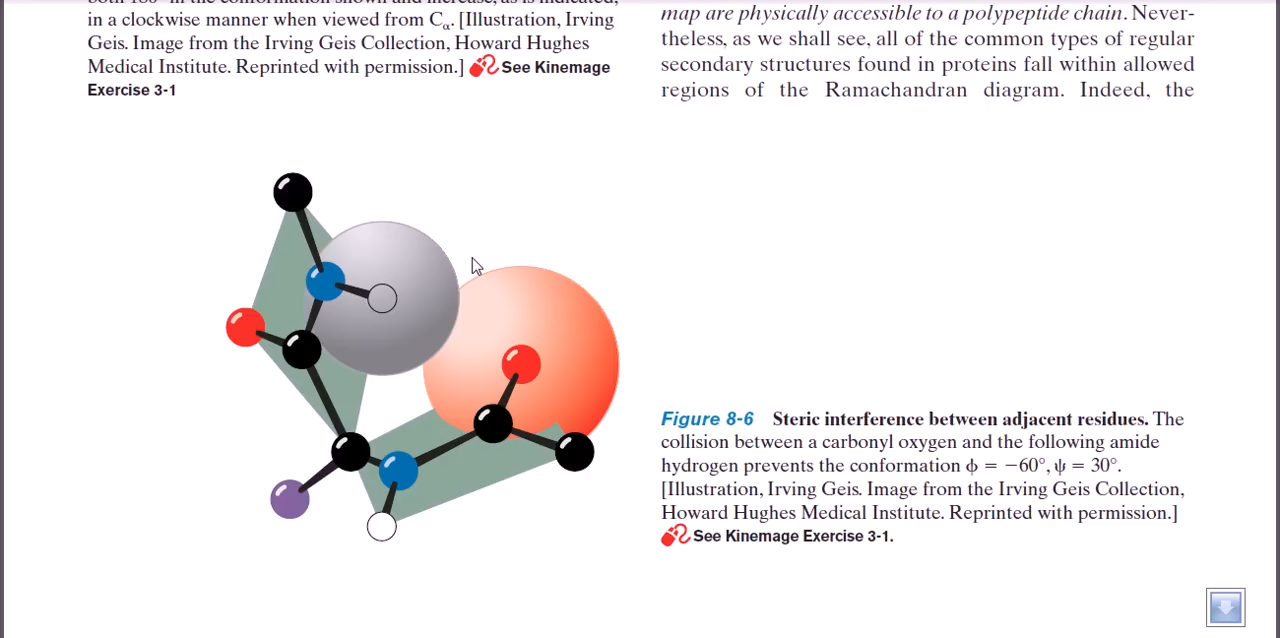 in a clockwise manner when viewed from Cα. [Illustration, Irving
Geis. Image from the Irving Geis Collection, Howard Hughes
Medical Institute. Reprinted with permission.] See Kinemage
Exercise 3-1
map are physically accessible to a polypeptide chain. Never-
theless, as we shall see, all of the common types of regular
secondary structures found in proteins fall within allowed
regions of the Ramachandran diagram. Indeed, the
Figure 8-6 Steric interference between adjacent residues. The
collision between a carbonyl oxygen and the following amide
hydrogen prevents the conformation ϕ = −60°, ψ = 30°.
[Illustration, Irving Geis. Image from the Irving Geis Collection,
Howard Hughes Medical Institute. Reprinted with permission.]
See Kinemage Exercise 3-1.